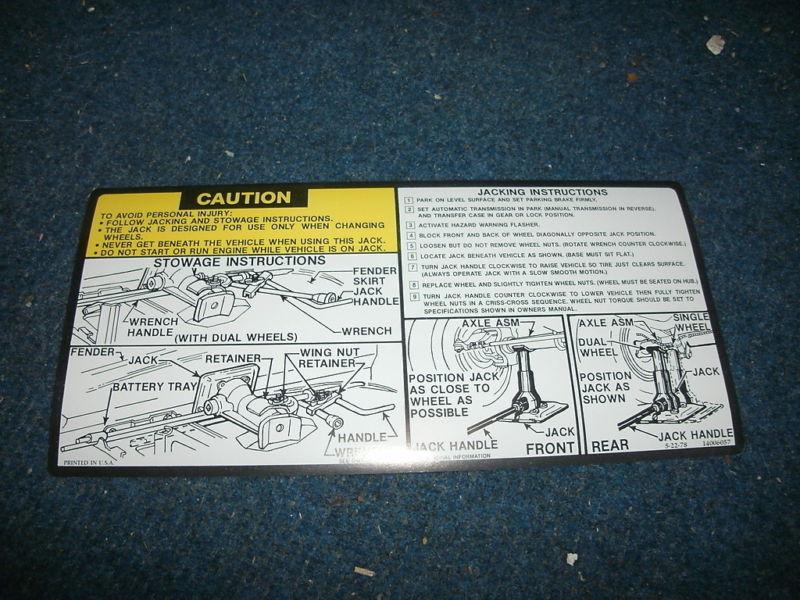 CAUTION
TO AVOID PERSONAL INJURY:
• FOLLOW JACKING AND STOWAGE INSTRUCTIONS.
• THE JACK IS DESIGNED FOR USE ONLY WHEN CHANGING
WHEELS.
• NEVER GET BENEATH THE VEHICLE WHEN USING THIS JACK.
• DO NOT START OR RUN ENGINE WHILE VEHICLE IS ON JACK.
STOWAGE INSTRUCTIONS
FENDER
SKIRT
JACK
HANDLE
WRENCH
HANDLE
(WITH DUAL WHEELS)
WRENCH
FENDER
JACK
RETAINER
WING NUT
RETAINER
BATTERY TRAY
HANDLE
PRINTED IN U.S.A.
JACKING INSTRUCTIONS
1 PARK ON LEVEL SURFACE AND SET PARKING BRAKE FIRMLY.
2 SET AUTOMATIC TRANSMISSION IN PARK (MANUAL TRANSMISSION IN REVERSE).
AND TRANSFER CASE IN GEAR OR LOCK POSITION.
3 ACTIVATE HAZARD WARNING FLASHER.
4 BLOCK FRONT AND BACK OF WHEEL DIAGONALLY OPPOSITE JACK POSITION.
5 LOOSEN BUT DO NOT REMOVE WHEEL NUTS. (ROTATE WRENCH COUNTER CLOCKWISE.)
6 LOCATE JACK BENEATH VEHICLE AS SHOWN. (BASE MUST SIT FLAT.)
7 TURN JACK HANDLE CLOCKWISE TO RAISE VEHICLE SO TIRE JUST CLEARS SURFACE.
(ALWAYS OPERATE JACK WITH A SLOW SMOOTH MOTION.)
8 REPLACE WHEEL AND SLIGHTLY TIGHTEN WHEEL NUTS. (WHEEL MUST BE SEATED ON HUB.)
9 TURN JACK HANDLE COUNTER CLOCKWISE TO LOWER VEHICLE THEN FULLY TIGHTEN
WHEEL NUTS IN A CRISS-CROSS SEQUENCE. WHEEL NUT TORQUE SHOULD BE SET TO
SPECIFICATIONS SHOWN IN OWNERS MANUAL.
AXLE ASM
POSITION JACK
AS CLOSE TO
WHEEL AS
POSSIBLE
JACK
JACK HANDLE
FRONT
INFORMATION
AXLE ASM
SINGLE
WHEEL
DUAL
WHEEL
POSITION
JACK AS
SHOWN
JACK
JACK HANDLE
REAR
5-22-78 14006057